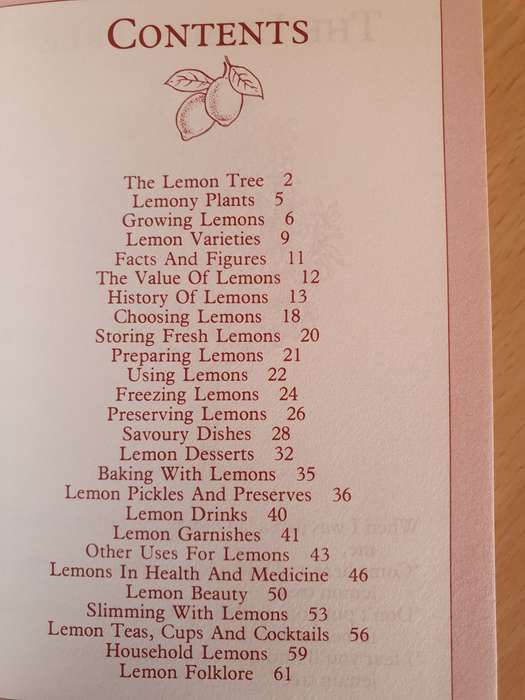 CONTENTS
The Lemon Tree 2
Lemony Plants 5
Growing Lemons 6
Lemon Varieties 9
Facts And Figures 11
The Value Of Lemons 12
History Of Lemons 13
Choosing Lemons 18
Storing Fresh Lemons 20
Preparing Lemons 21
Using Lemons 22
Freezing Lemons 24
Preserving Lemons 26
Savoury Dishes 28
Lemon Desserts 32
Baking With Lemons 35
Lemon Pickles And Preserves 36
Lemon Drinks 40
Lemon Garnishes 41
Other Uses For Lemons 43
Lemons In Health And Medicine 46
Lemon Beauty 50
Slimming With Lemons 53
Lemon Teas, Cups And Cocktails 56
Household Lemons 59
Lemon Folklore 61